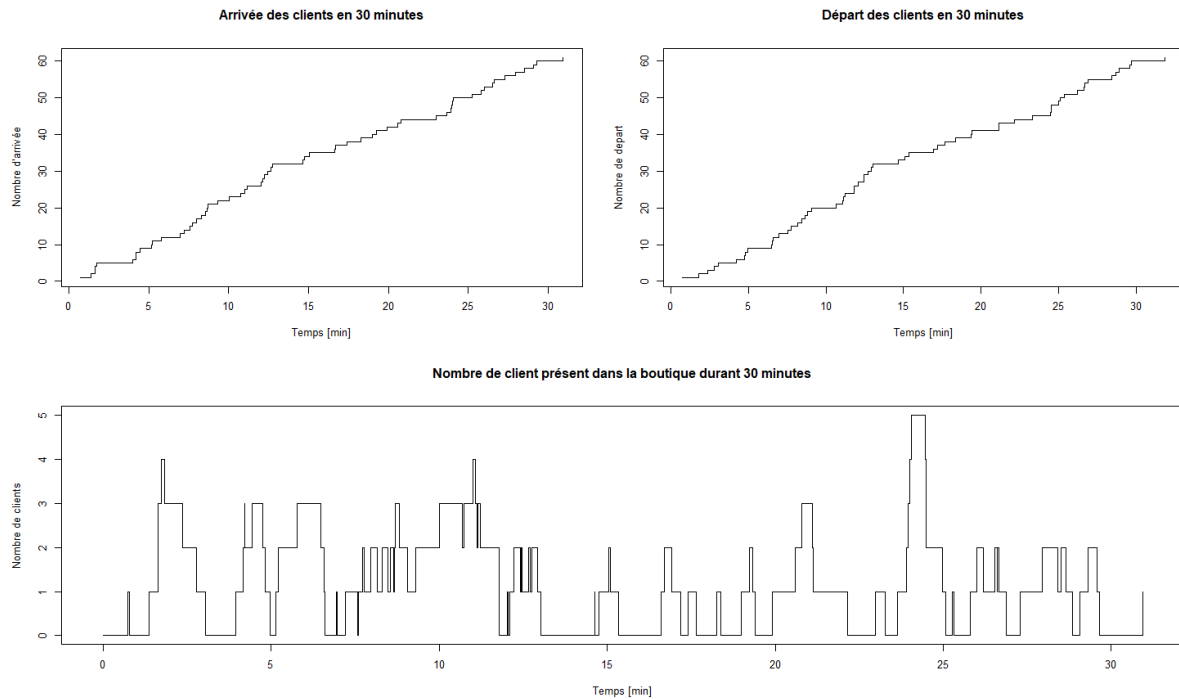 Arrivée des clients en 30 minutes
Nombre d'arrivée
60
50
40
30
20
10
0
0 5 10 15 20 25 30
Temps [min]
Départ des clients en 30 minutes
Nombre de depart
60
50
40
30
20
10
0
0 5 10 15 20 25 30
Temps [min]
Nombre de client présent dans la boutique durant 30 minutes
Nombre de clients
5
4
3
2
1
0
0 5 10 15 20 25 30
Temps [min]